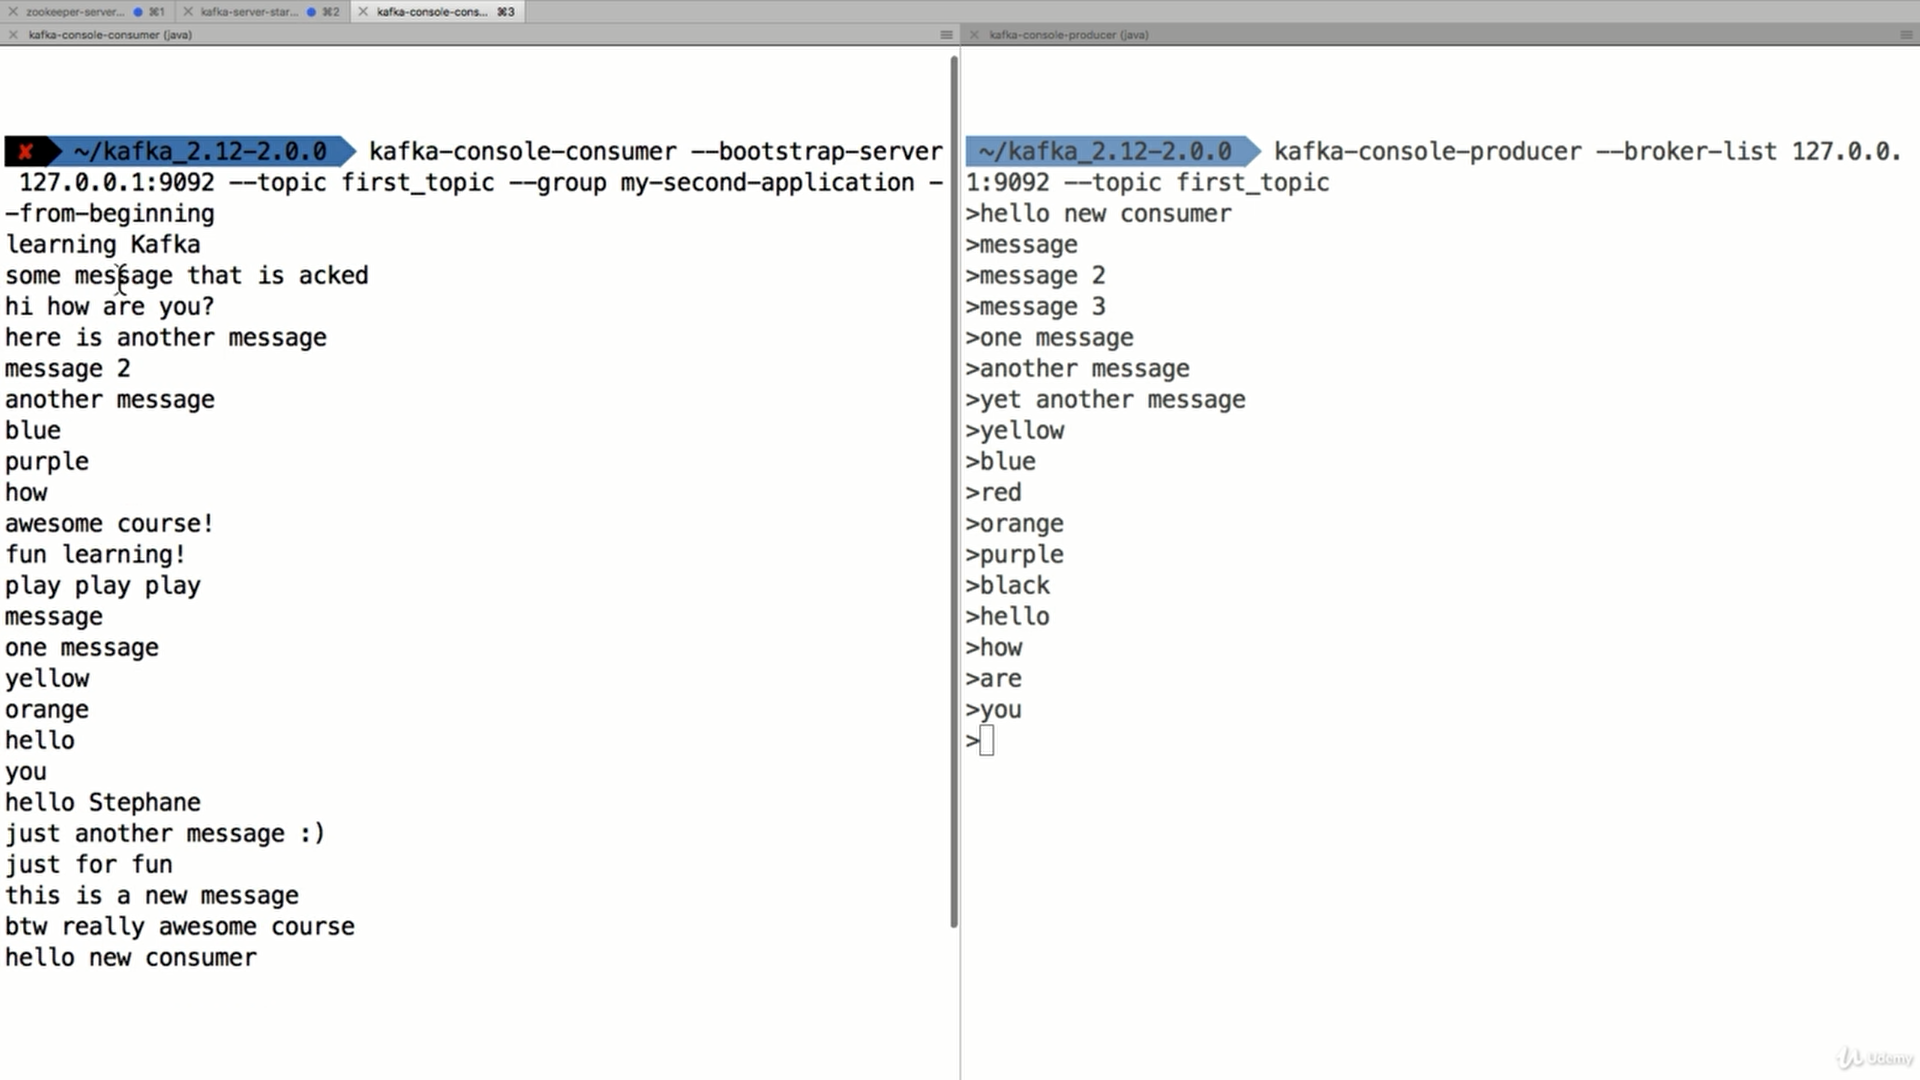 zookeeper-server... ⌘1
kafka-server-star... ⌘2
kafka-console-cons... ⌘3
kafka-console-consumer (java)
✘ ~/kafka_2.12-2.0.0 kafka-console-consumer --bootstrap-server
127.0.0.1:9092 --topic first_topic --group my-second-application -
-from-beginning
learning Kafka
some message that is acked
hi how are you?
here is another message
message 2
another message
blue
purple
how
awesome course!
fun learning!
play play play
message
one message
yellow
orange
hello
you
hello Stephane
just another message :)
just for fun
this is a new message
btw really awesome course
hello new consumer
kafka-console-producer (java)
~/kafka_2.12-2.0.0 kafka-console-producer --broker-list 127.0.0.
1:9092 --topic first_topic
>hello new consumer
>message
>message 2
>message 3
>one message
>another message
>yet another message
>yellow
>blue
>red
>orange
>purple
>black
>hello
>how
>are
>you
>
Udemy